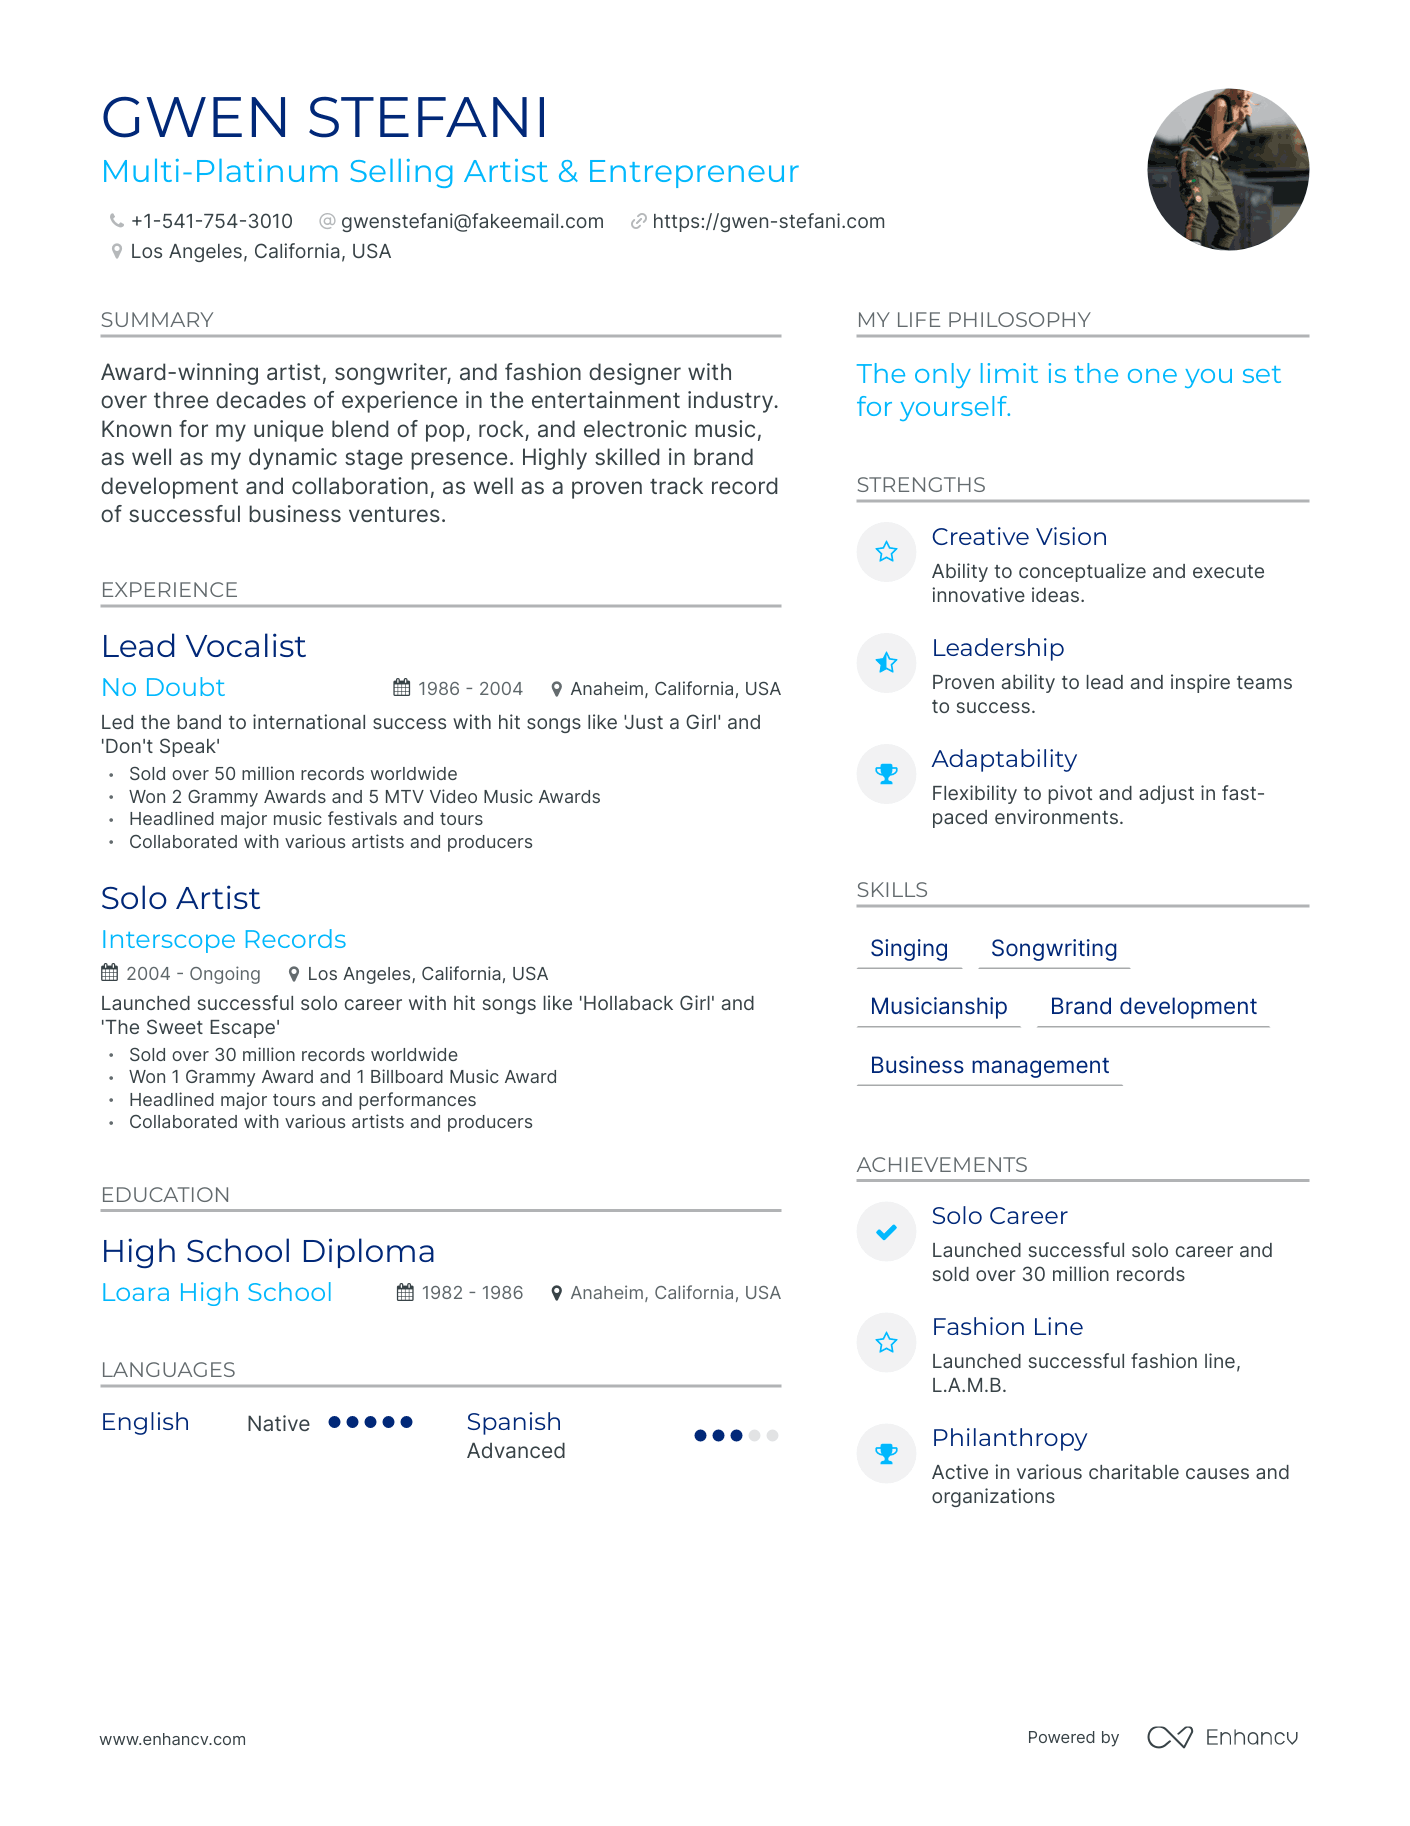 GWEN STEFANI
Multi-Platinum Selling Artist & Entrepreneur
+1-541-754-3010 gwenstefani@fakeemail.com https://gwen-stefani.com
Los Angeles, California, USA
SUMMARY
Award-winning artist, songwriter, and fashion designer with
over three decades of experience in the entertainment industry.
Known for my unique blend of pop, rock, and electronic music,
as well as my dynamic stage presence. Highly skilled in brand
development and collaboration, as well as a proven track record
of successful business ventures.
EXPERIENCE
Lead Vocalist
No Doubt 1986 - 2004 Anaheim, California, USA
Led the band to international success with hit songs like 'Just a Girl' and
'Don't Speak'
• Sold over 50 million records worldwide
• Won 2 Grammy Awards and 5 MTV Video Music Awards
• Headlined major music festivals and tours
• Collaborated with various artists and producers
Solo Artist
Interscope Records
2004 - Ongoing Los Angeles, California, USA
Launched successful solo career with hit songs like 'Hollaback Girl' and
'The Sweet Escape'
• Sold over 30 million records worldwide
• Won 1 Grammy Award and 1 Billboard Music Award
• Headlined major tours and performances
• Collaborated with various artists and producers
EDUCATION
High School Diploma
Loara High School 1982 - 1986 Anaheim, California, USA
LANGUAGES
English Native Spanish
Advanced
MY LIFE PHILOSOPHY
The only limit is the one you set
for yourself.
STRENGTHS
Creative Vision
Ability to conceptualize and execute
innovative ideas.
Leadership
Proven ability to lead and inspire teams
to success.
Adaptability
Flexibility to pivot and adjust in fast-
paced environments.
SKILLS
Singing Songwriting
Musicianship Brand development
Business management
ACHIEVEMENTS
Solo Career
Launched successful solo career and
sold over 30 million records
Fashion Line
Launched successful fashion line,
L.A.M.B.
Philanthropy
Active in various charitable causes and
organizations
www.enhancv.com Powered by Enhancv